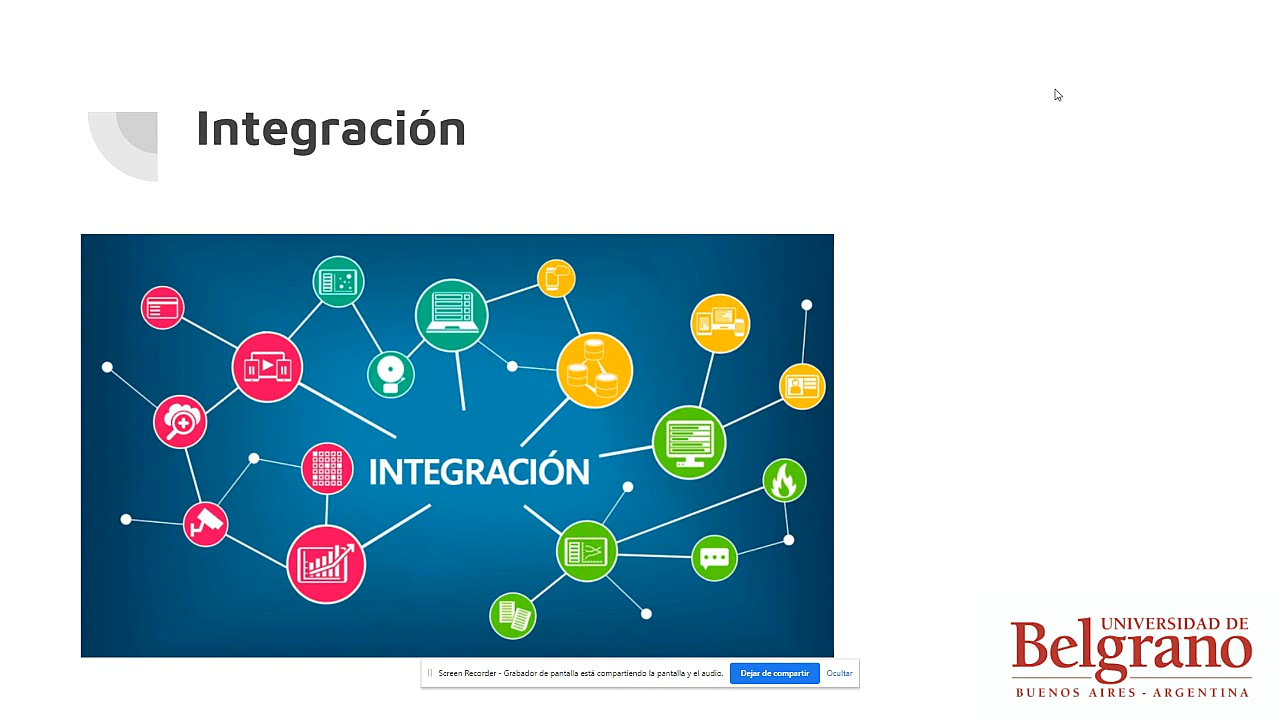 Integración
INTEGRACIÓN
Screen Recorder - Grabador de pantalla está compartiendo la pantalla y el audio.
Dejar de compartir
Ocultar
UNIVERSIDAD DE
Belgrano
BUENOS AIRES - ARGENTINA